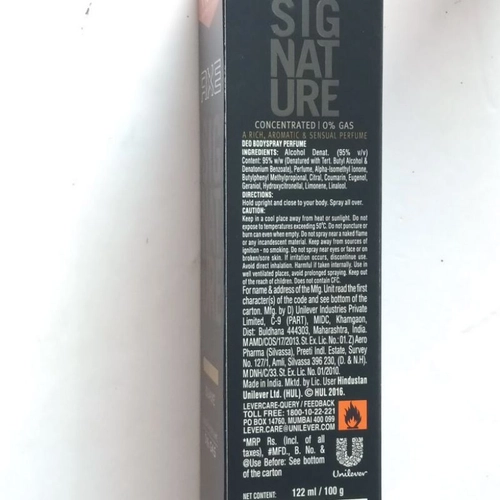 SIG
NAT
URE
CONCENTRATED | 0% GAS
A RICH, AROMATIC & SENSUAL PERFUME
DEO BODYSPRAY PERFUME
INGREDIENTS: Alcohol Denat. (95% v/v)
Content: 95% w/w (Denatured with Tert. Butyl Alcohol &
Denatonium Benzoate), Perfume, Alpha-Isomethyl ionone,
Butylphenyl Methylpropional, Citral, Coumarin, Eugenol,
Geraniol, Hydroxycitronellal, Limonene, Linalool.
DIRECTIONS:
Hold upright and close to your body. Spray all over.
CAUTION:
Keep in a cool place away from heat or sunlight. Do not
expose to temperatures exceeding 50°C. Do not puncture or
burn can even when empty. Do not spray near a naked flame
or any incandescent material. Keep away from sources of
ignition - no smoking. Do not spray near eyes or face or on
broken/sore skin. If irritation occurs, discontinue use.
Avoid direct inhalation. Harmful if taken internally. Use in
well ventilated places, avoid prolonged spraying. Keep out
of the reach of children. Does not contain CFC.
For name & address of the Mfg. Unit read the first
character(s) of the code and see bottom of the
carton. Mfg. by D) Unilever Industries Private
Limited, C-9 (PART), MIDC, Khamgaon,
Dist: Buldhana 444303, Maharashtra, India.
M AMD/COS/17/2013. St. Ex. Lic. No.: 01. Z) Aero
Pharma (Silvassa), Preeti Indl. Estate, Survey
No. 127/1, Amli, Silvassa 396 230, (D. & N.H).
M DNH/C/33. St. Ex. Lic. No. 01/2010.
Made in India. Mktd. by Lic. User Hindustan
Unilever Ltd. (HUL). © HUL 2016.
LEVERCARE-QUERY / FEEDBACK
TOLL FREE: 1800-10-22-221
PO BOX 14760, MUMBAI 400 099
LEVER.CARE@UNILEVER.COM
*MRP Rs. (Incl. of all
taxes), #MFD., B. No. &
@Use Before: See bottom
of the carton
Unilever
NET CONTENT: 122 ml / 100 g
AXE